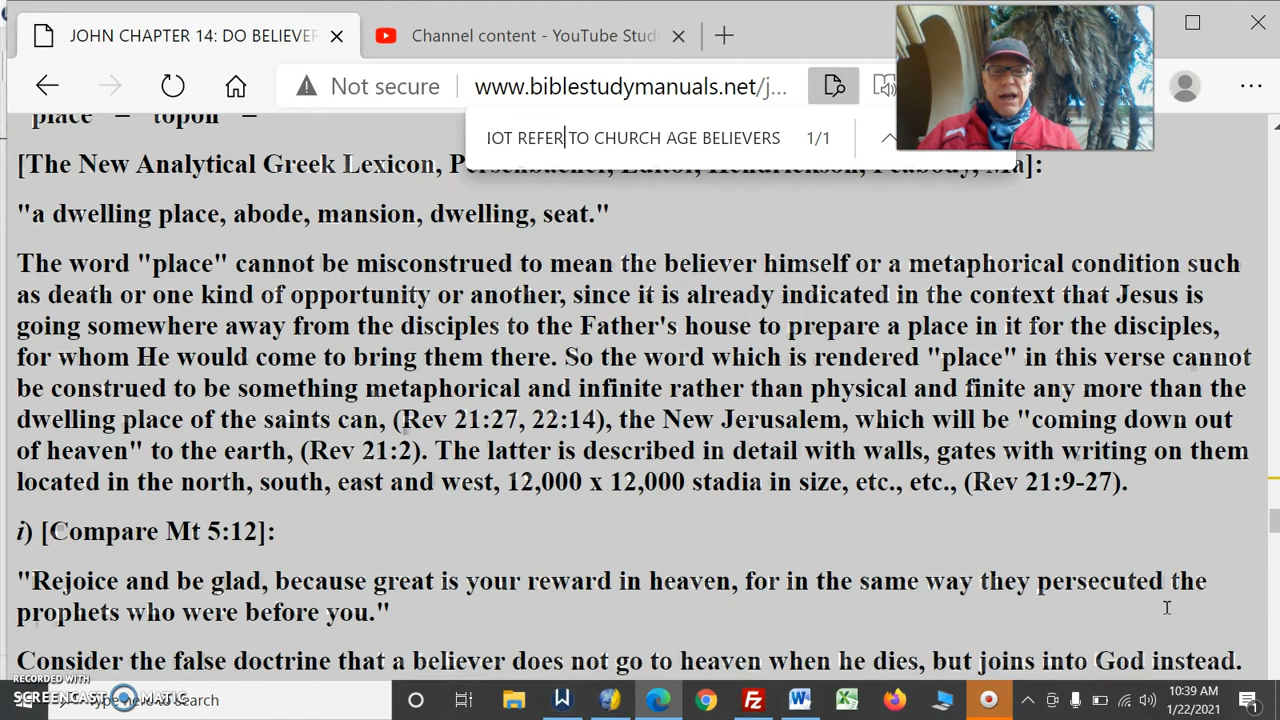 JOHN CHAPTER 14: DO BELIEVER
Channel content - YouTube Stud
Not secure
www.biblestudymanuals.net/j...
IOT REFER TO CHURCH AGE BELIEVERS 1/1
"place" = "topon" =
[The New Analytical Greek Lexicon, Perschbacher, Editor, Hendrickson, Peabody, Ma]:
"a dwelling place, abode, mansion, dwelling, seat."
The word "place" cannot be misconstrued to mean the believer himself or a metaphorical condition such
as death or one kind of opportunity or another, since it is already indicated in the context that Jesus is
going somewhere away from the disciples to the Father's house to prepare a place in it for the disciples,
for whom He would come to bring them there. So the word which is rendered "place" in this verse cannot
be construed to be something metaphorical and infinite rather than physical and finite any more than the
dwelling place of the saints can, (Rev 21:27, 22:14), the New Jerusalem, which will be "coming down out
of heaven" to the earth, (Rev 21:2). The latter is described in detail with walls, gates with writing on them
located in the north, south, east and west, 12,000 x 12,000 stadia in size, etc., etc., (Rev 21:9-27).
i) [Compare Mt 5:12]:
"Rejoice and be glad, because great is your reward in heaven, for in the same way they persecuted the
prophets who were before you."
Consider the false doctrine that a believer does not go to heaven when he dies, but joins into God instead.
RECORDED WITH
SCREENCAST MATIC
Type here to search
10:39 AM
1/22/2021
1